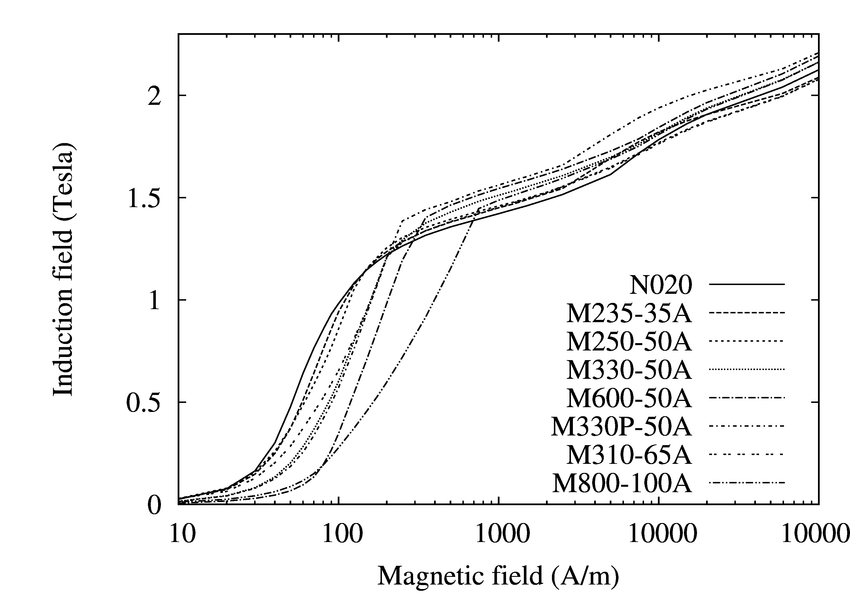 Induction field (Tesla)
2
1.5
1
0.5
0
10
100
1000
10000
10000
Magnetic field (A/m)
N020
M235-35A
M250-50A
M330-50A
M600-50A
M330P-50A
M310-65A
M800-100A